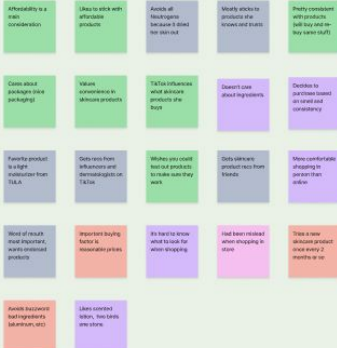 Affordability is a
main
consideration
Likes to stick with
affordable
products
Avoids all
Neutrogena
because it dried
her skin out
Mostly sticks to
products she
knows and trusts
Pretty consistent
with products
(will buy and re-
buy same stuff)
Cares about
packages (nice
packaging)
Values
convenience in
skincare products
TikTok influences
what skincare
products she
buys
Doesn't care
about ingredients
Decides to
purchase based
on smell and
consistency
Favorite product
is a light
moisturizer from
TULA
Gets recs from
influencers and
dermatologists on
TikTok
Wishes you could
test out products
to make sure they
work
Gets skincare
product recs from
friends
More comfortable
shopping in
person than
online
Word of mouth
most important,
wants endorsed
products
Important buying
factor is
reasonable prices
It's hard to know
what to look for
when shopping
Had been mislead
when shopping in
store
Tries a new
skincare product
once every 2
months or so
Avoids buzzword
bad ingredients
(aluminum, etc)
Likes scented
lotion, two birds
one stone.